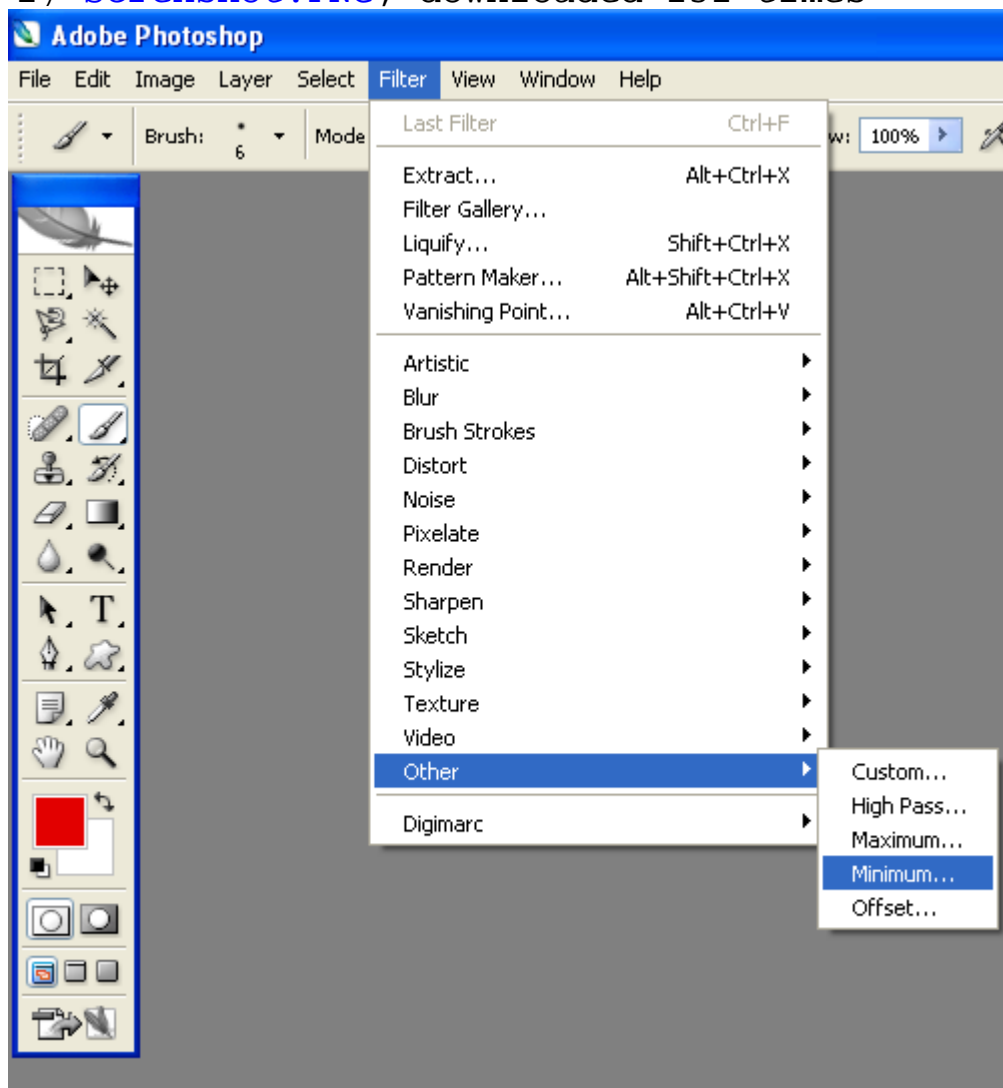 Adobe Photoshop
File Edit Image Layer Select Filter View Window Help
Brush: 6 Mode w: 100%
Last Filter Ctrl+F
Extract... Alt+Ctrl+X
Filter Gallery...
Liquify... Shift+Ctrl+X
Pattern Maker... Alt+Shift+Ctrl+X
Vanishing Point... Alt+Ctrl+V
Artistic
Blur
Brush Strokes
Distort
Noise
Pixelate
Render
Sharpen
Sketch
Stylize
Texture
Video
Other
Custom...
High Pass...
Digimarc
Maximum...
Minimum...
Offset...
T